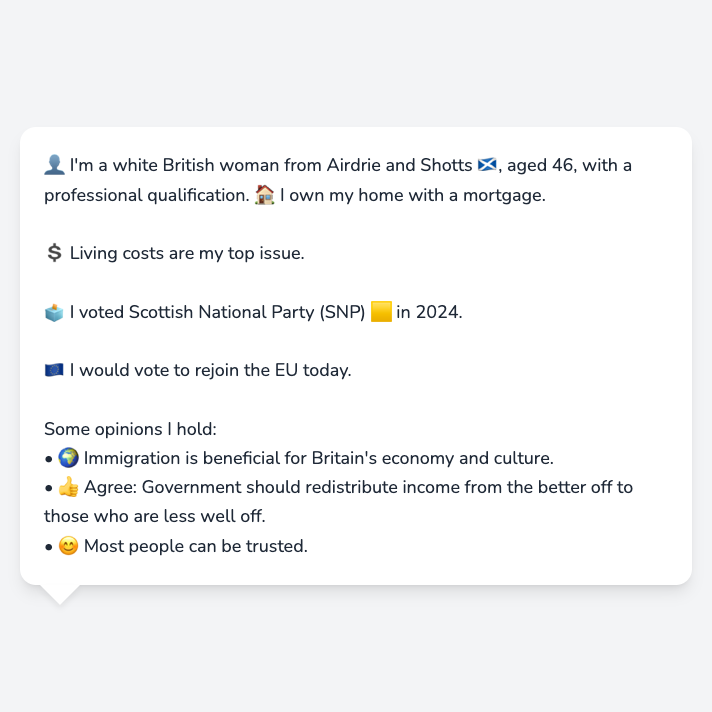 👤 I'm a white British woman from Airdrie and Shotts 🏴󠁧󠁢󠁳󠁣󠁴󠁿, aged 46, with a
professional qualification. 🏠 I own my home with a mortgage.
💲 Living costs are my top issue.
🗳️ I voted Scottish National Party (SNP) 🟨 in 2024.
🇪🇺 I would vote to rejoin the EU today.
Some opinions I hold:
• 🌍 Immigration is beneficial for Britain's economy and culture.
• 👍 Agree: Government should redistribute income from the better off to
those who are less well off.
• 😊 Most people can be trusted.